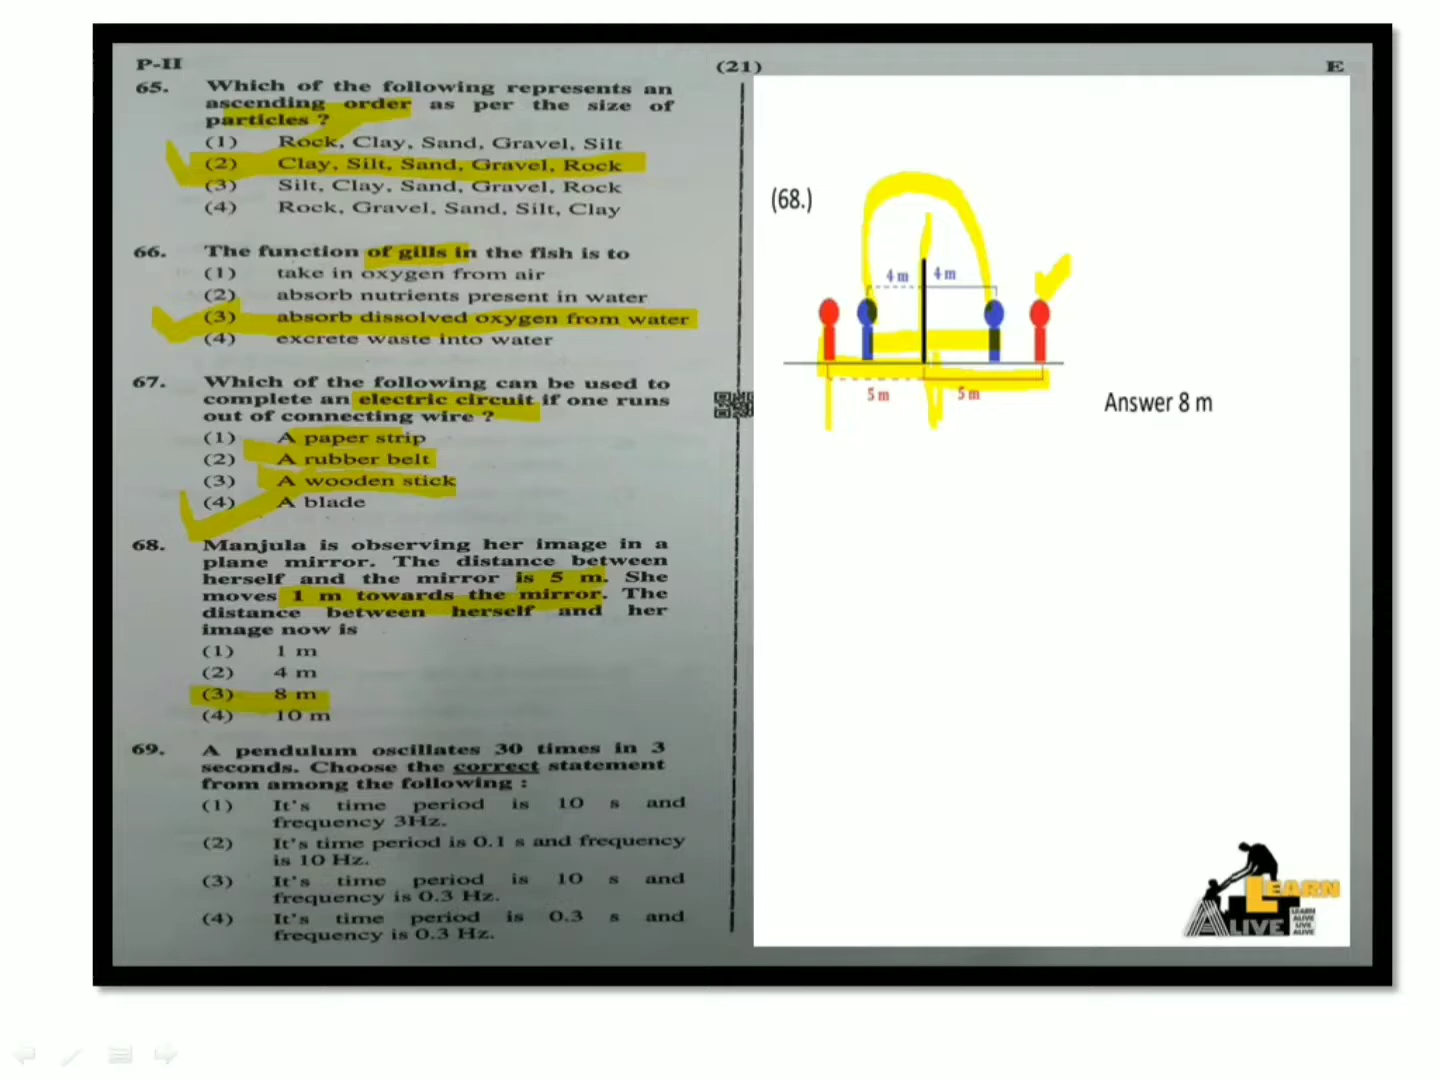 P-II
(21)
E
65. Which of the following represents an
ascending order as per the size of
particles ?
(1) Rock, Clay, Sand, Gravel, Silt
(2) Clay, Silt, Sand, Gravel, Rock
(3) Silt, Clay, Sand, Gravel, Rock
(4) Rock, Gravel, Sand, Silt, Clay
66. The function of gills in the fish is to
(1) take in oxygen from air
(2) absorb nutrients present in water
(3) absorb dissolved oxygen from water
(4) excrete waste into water
67. Which of the following can be used to
complete an electric circuit if one runs
out of connecting wire ?
(1) A paper strip
(2) A rubber belt
(3) A wooden stick
(4) A blade
68. Manjula is observing her image in a
plane mirror. The distance between
herself and the mirror is 5 m. She
moves 1 m towards the mirror. The
distance between herself and her
image now is
(1) 1 m
(2) 4 m
(3) 8 m
(4) 10 m
69. A pendulum oscillates 30 times in 3
seconds. Choose the correct statement
from among the following :
(1) It's time period is 10 s and
frequency 3Hz.
(2) It's time period is 0.1 s and frequency
is 10 Hz.
(3) It's time period is 10 s and
frequency is 0.3 Hz.
(4) It's time period is 0.3 s and
frequency is 0.3 Hz.
(68.)
4 m 4 m
5 m 5 m
Answer 8 m
LEARN
ALIVE
LEARN
ALIVE
LIVE
ALIVE